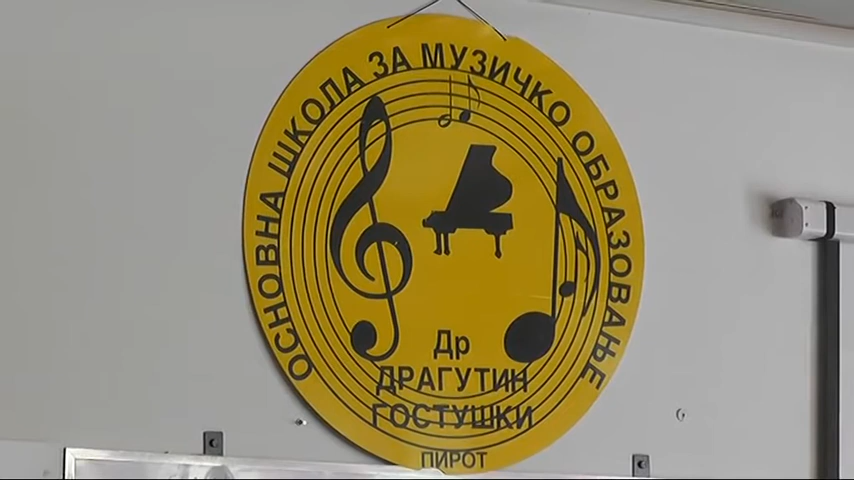 ОСНОВНА ШКОЛА ЗА МУЗИЧКО ОБРАЗОВАЊЕ
Др
ДРАГУТИН
ГОСТУШКИ
ПИРОТ